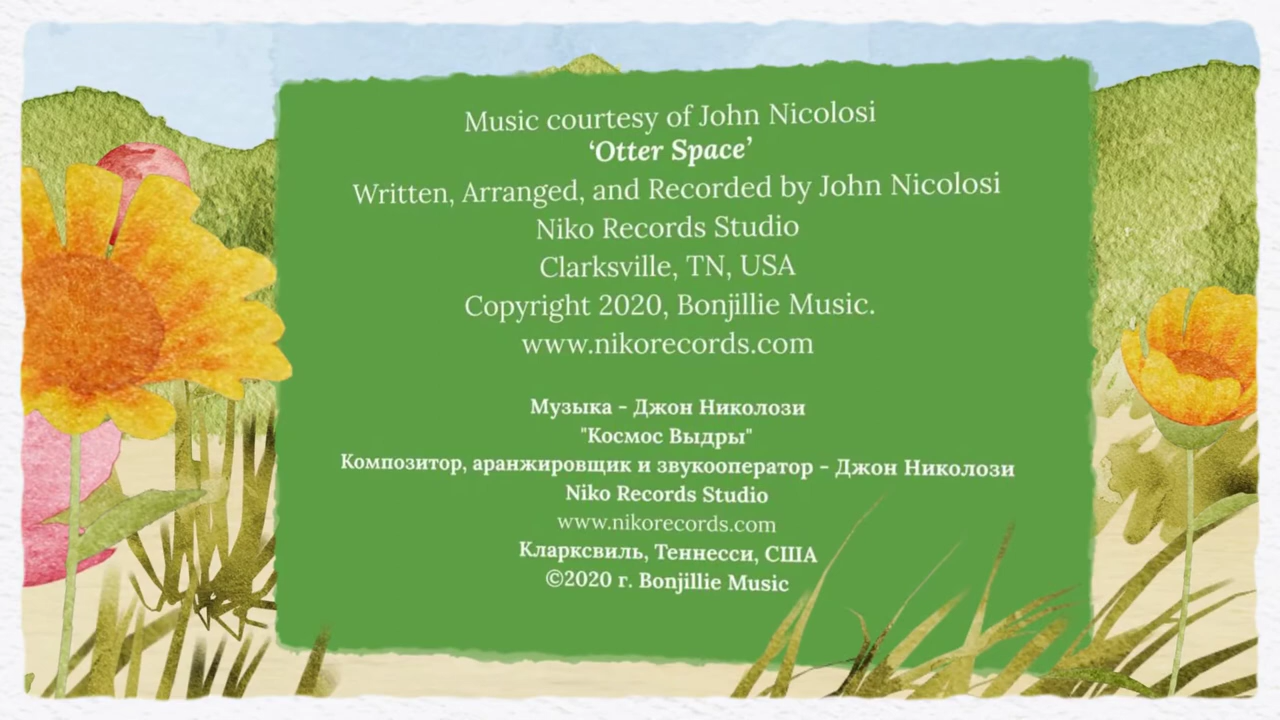 Music courtesy of John Nicolosi
‘Otter Space’
Written, Arranged, and Recorded by John Nicolosi
Niko Records Studio
Clarksville, TN, USA
Copyright 2020, Bonjillie Music.
www.nikorecords.com
Музыка - Джон Николози
"Космос Выдры"
Композитор, аранжировщик и звукооператор - Джон Николози
Niko Records Studio
www.nikorecords.com
Кларксвиль, Теннесси, США
©2020 г. Bonjillie Music